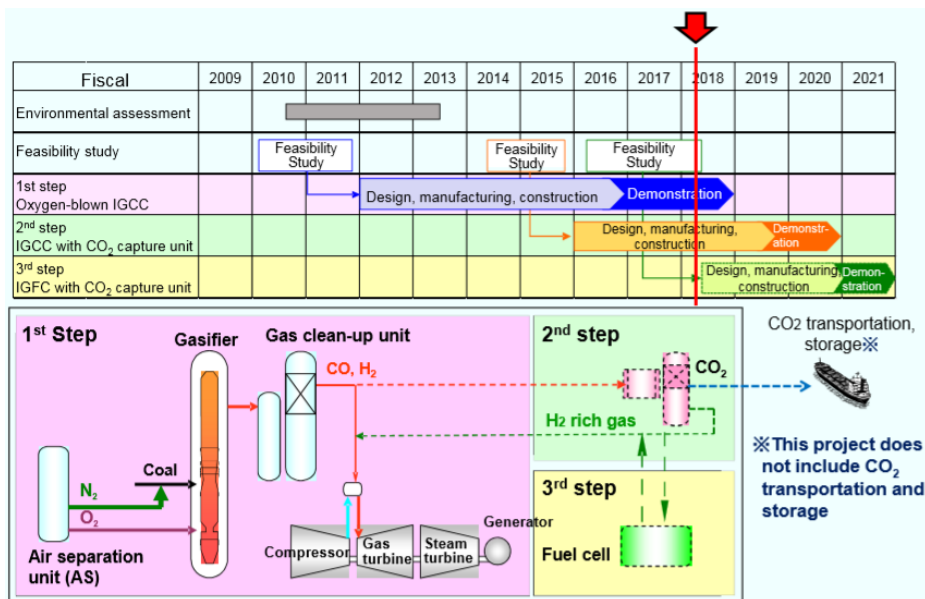 Fiscal 2009 2010 2011 2012 2013 2014 2015 2016 2017 2018 2019 2020 2021
Environmental assessment
Feasibility study
Feasibility
Study
Feasibility
Study
Feasibility
Study
1st step
Oxygen-blown IGCC
Design, manufacturing, construction
Demonstration
2nd step
IGCC with CO2 capture unit
Design, manufacturing,
construction
Demonstr-
ation
3rd step
IGFC with CO2 capture unit
Design, manufacturing,
construction
Demon-
stration
1st Step
Gasifier
Gas clean-up unit
CO, H2
Coal
N2
O2
Air separation
unit (AS)
Compressor
Gas
turbine
Steam
turbine
Generator
2nd step
CO2
H2 rich gas
3rd step
Fuel cell
CO2 transportation,
storage※
※This project does
not include CO2
transportation and
storage